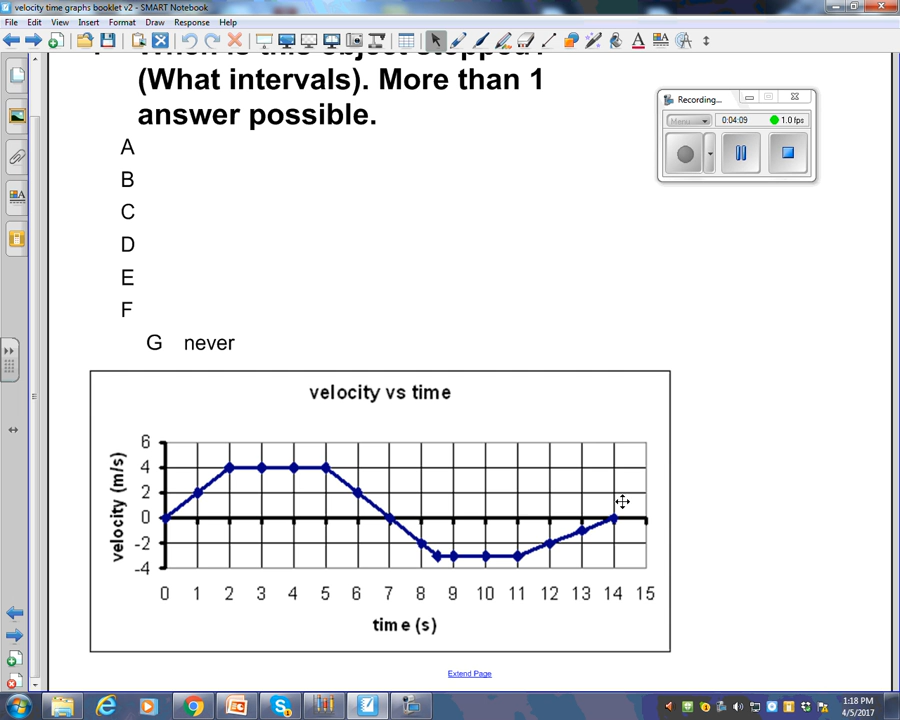 velocity time graphs booklet v2 - SMART Notebook
File Edit View Insert Format Draw Response Help
(What intervals). More than 1
answer possible.
A
B
C
D
E
F
G never
Recording...
Menu 0:04:09 1.0 fps
velocity vs time
velocity (m/s)
6
4
2
0
-2
-4
0 1 2 3 4 5 6 7 8 9 10 11 12 13 14 15
time (s)
Extend Page
1:18 PM
4/5/2017